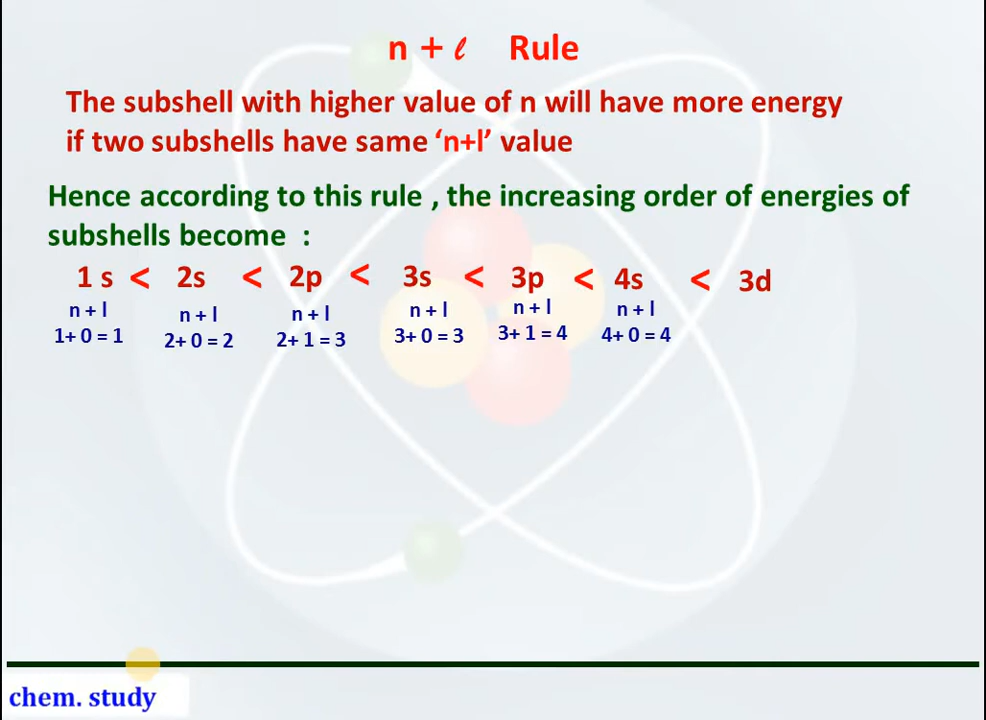 n + ℓ Rule
The subshell with higher value of n will have more energy
if two subshells have same ‘n+l’ value
Hence according to this rule , the increasing order of energies of
subshells become :
1 s < 2s < 2p < 3s < 3p < 4s < 3d
n + l n + l n + l n + l n + l n + l
1+ 0 = 1 2+ 0 = 2 2+ 1 = 3 3+ 0 = 3 3+ 1 = 4 4+ 0 = 4
chem. study